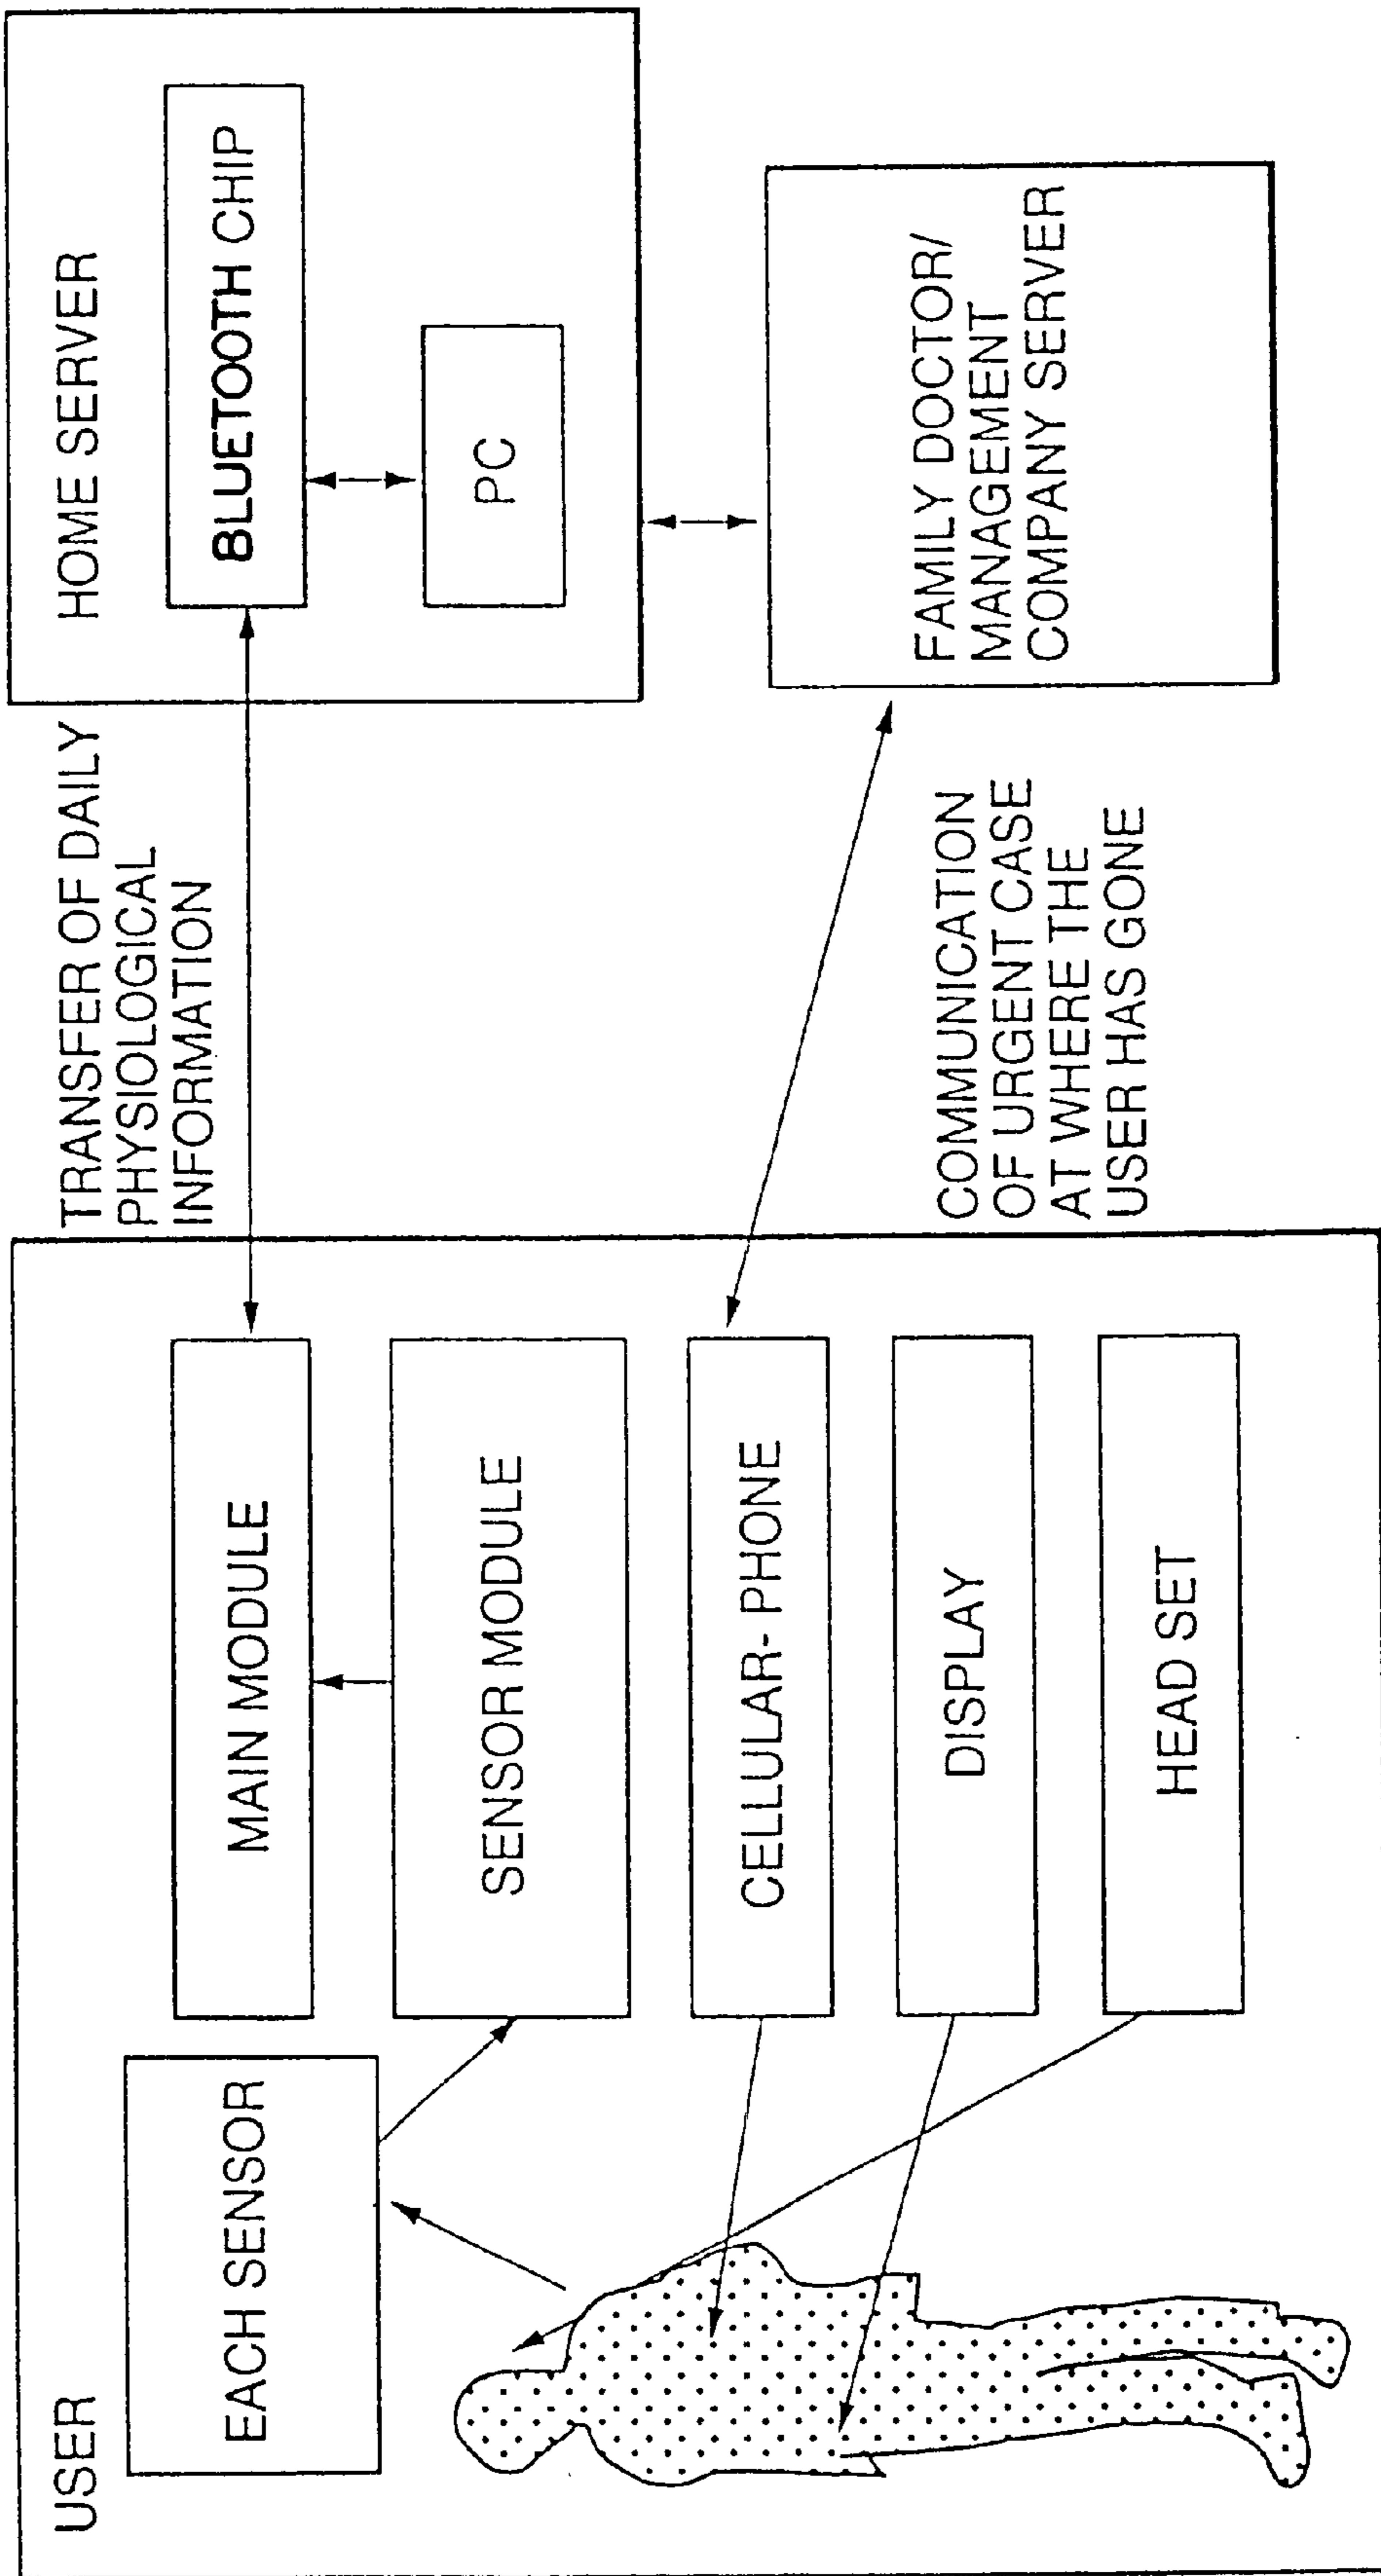 USER
EACH SENSOR
MAIN MODULE
SENSOR MODULE
CELLULAR- PHONE
DISPLAY
HEAD SET
TRANSFER OF DAILY
PHYSIOLOGICAL
INFORMATION
COMMUNICATION
OF URGENT CASE
AT WHERE THE
USER HAS GONE
HOME SERVER
BLUETOOTH CHIP
PC
FAMILY DOCTOR/
MANAGEMENT
COMPANY SERVER